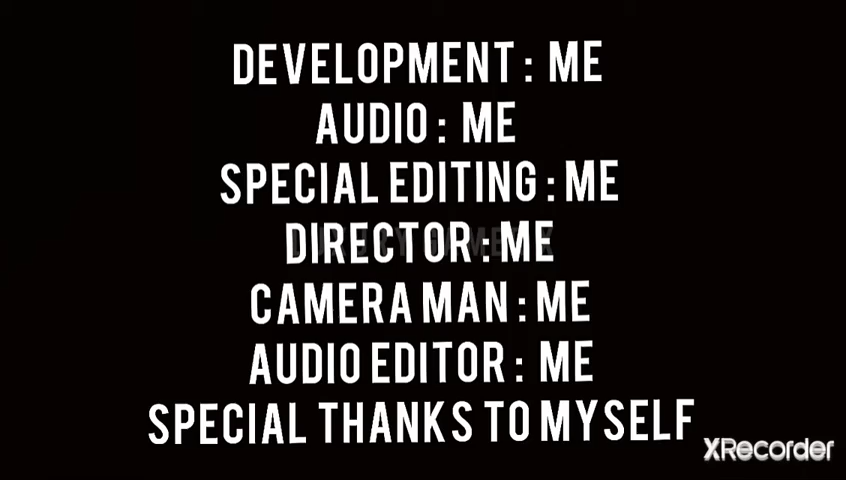 DEVELOPMENT : ME
AUDIO : ME
SPECIAL EDITING : ME
DIRECTOR : ME
CAMERA MAN : ME
AUDIO EDITOR : ME
SPECIAL THANKS TO MYSELF
XRecorder